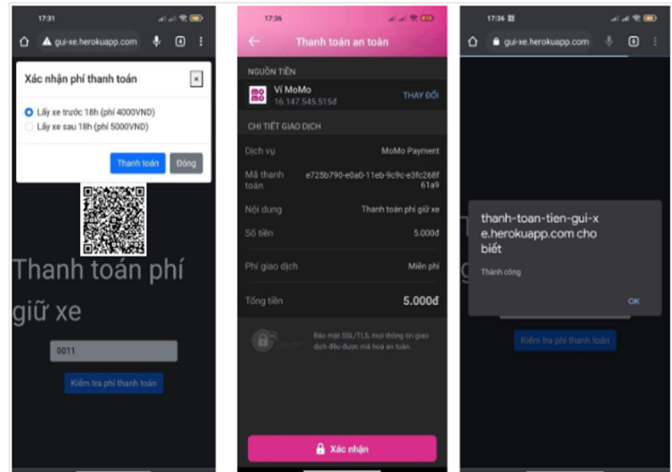 17:31
gui-xe.herokuapp.com
Xác nhận phí thanh toán
Lấy xe trước 18h (phí 4000VND)
Lấy xe sau 18h (phí 5000VND)
Thanh toán
Đóng
Thanh toán phí
giữ xe
0011
Kiểm tra phí thanh toán
17:36
Thanh toán an toàn
NGUỒN TIỀN
mo
mo
Ví MoMo
16.147.545.515đ
THAY ĐỔI
CHI TIẾT GIAO DỊCH
Dịch vụ
MoMo Payment
Mã thanh
toán
e725b790-e0a0-11eb-9c9c-e3fc268f
61a9
Nội dung
Thanh toán phí giữ xe
Số tiền
5.000đ
Phí giao dịch
Miễn phí
Tổng tiền
5.000đ
Bảo mật SSL/TLS, mọi thông tin giao
dịch đều được mã hoá an toàn.
Xác nhận
17:36
gui-xe.herokuapp.com
thanh-toan-tien-gui-x
e.herokuapp.com cho
biết
Thành công
OK
Kiểm tra phí thanh toán